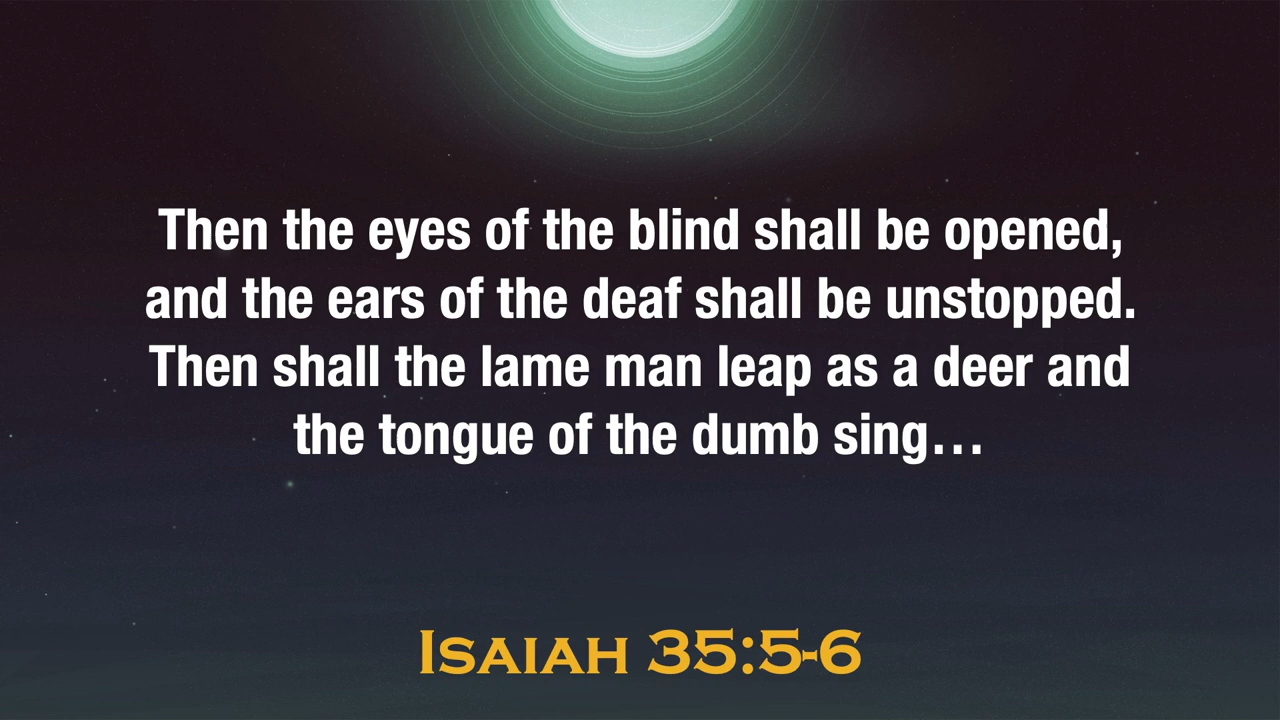 Then the eyes of the blind shall be opened,
and the ears of the deaf shall be unstopped.
Then shall the lame man leap as a deer and
the tongue of the dumb sing…
Isaiah 35:5-6